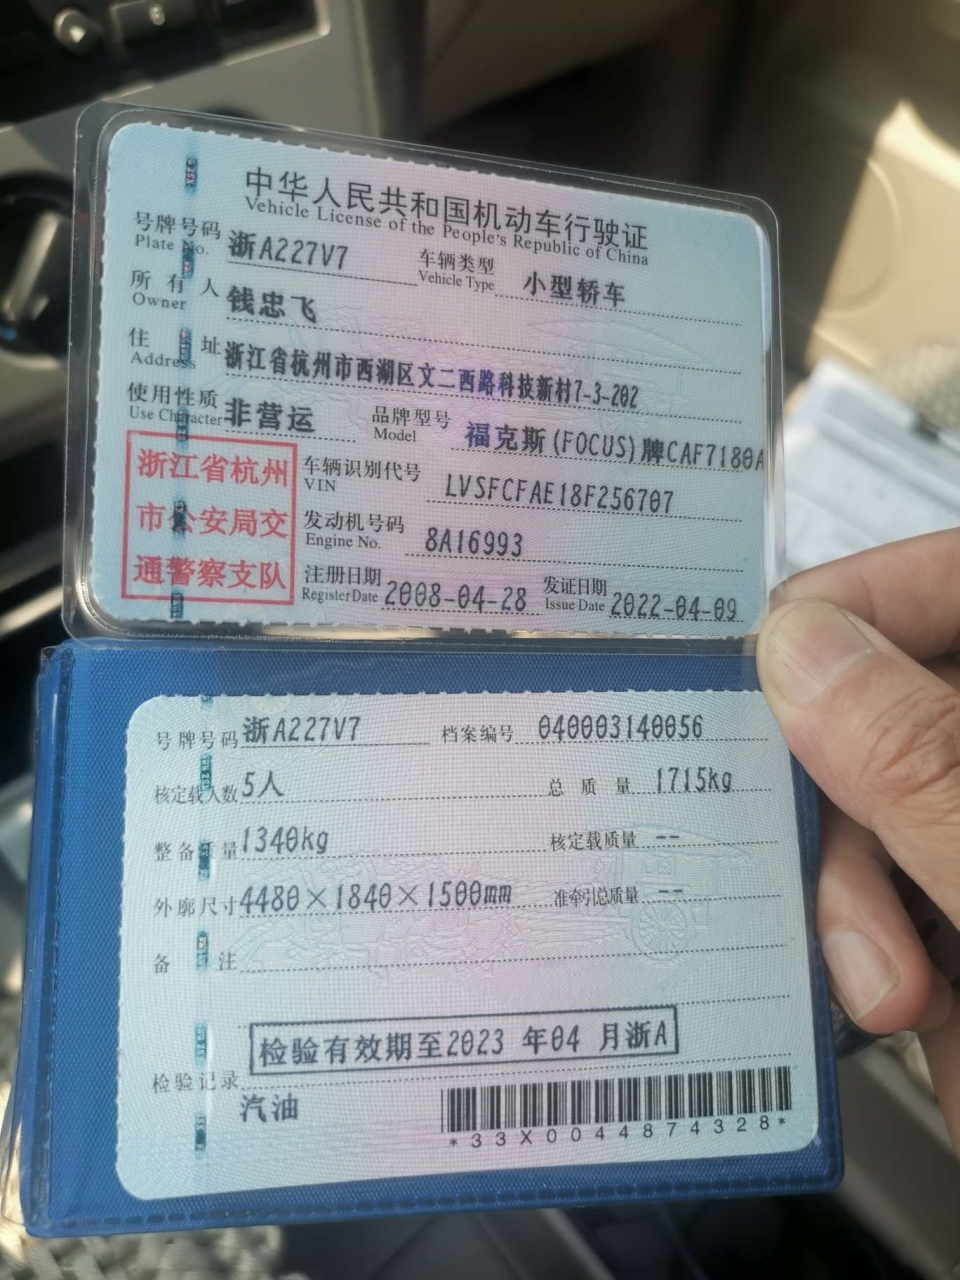 中华人民共和国机动车行驶证
Vehicle License of the People's Republic of China
号牌号码 浙A227V7 车辆类型 小型轿车
Plate No. Vehicle Type
所有人 钱忠飞
Owner
住址 浙江省杭州市西湖区文二西路科技新村7-3-202
Address
使用性质 非营运 品牌型号 福克斯(FOCUS)牌CAF7180A
Use Character Model
浙江省杭州
市公安局交
通警察支队
车辆识别代号 LVSFCFAE18F256707
VIN
发动机号码 8A16993
Engine No.
注册日期 2008-04-28 发证日期 2022-04-09
Register Date Issue Date
号牌号码 浙A227V7 档案编号 040003140056
核定载人数 5人 总质量 1715kg
整备质量 1340kg 核定载质量 --
外廓尺寸 4480×1840×1500mm 准牵引总质量 --
备注
检验有效期至2023 年04 月浙A
检验记录
汽油
*33X0044874328*